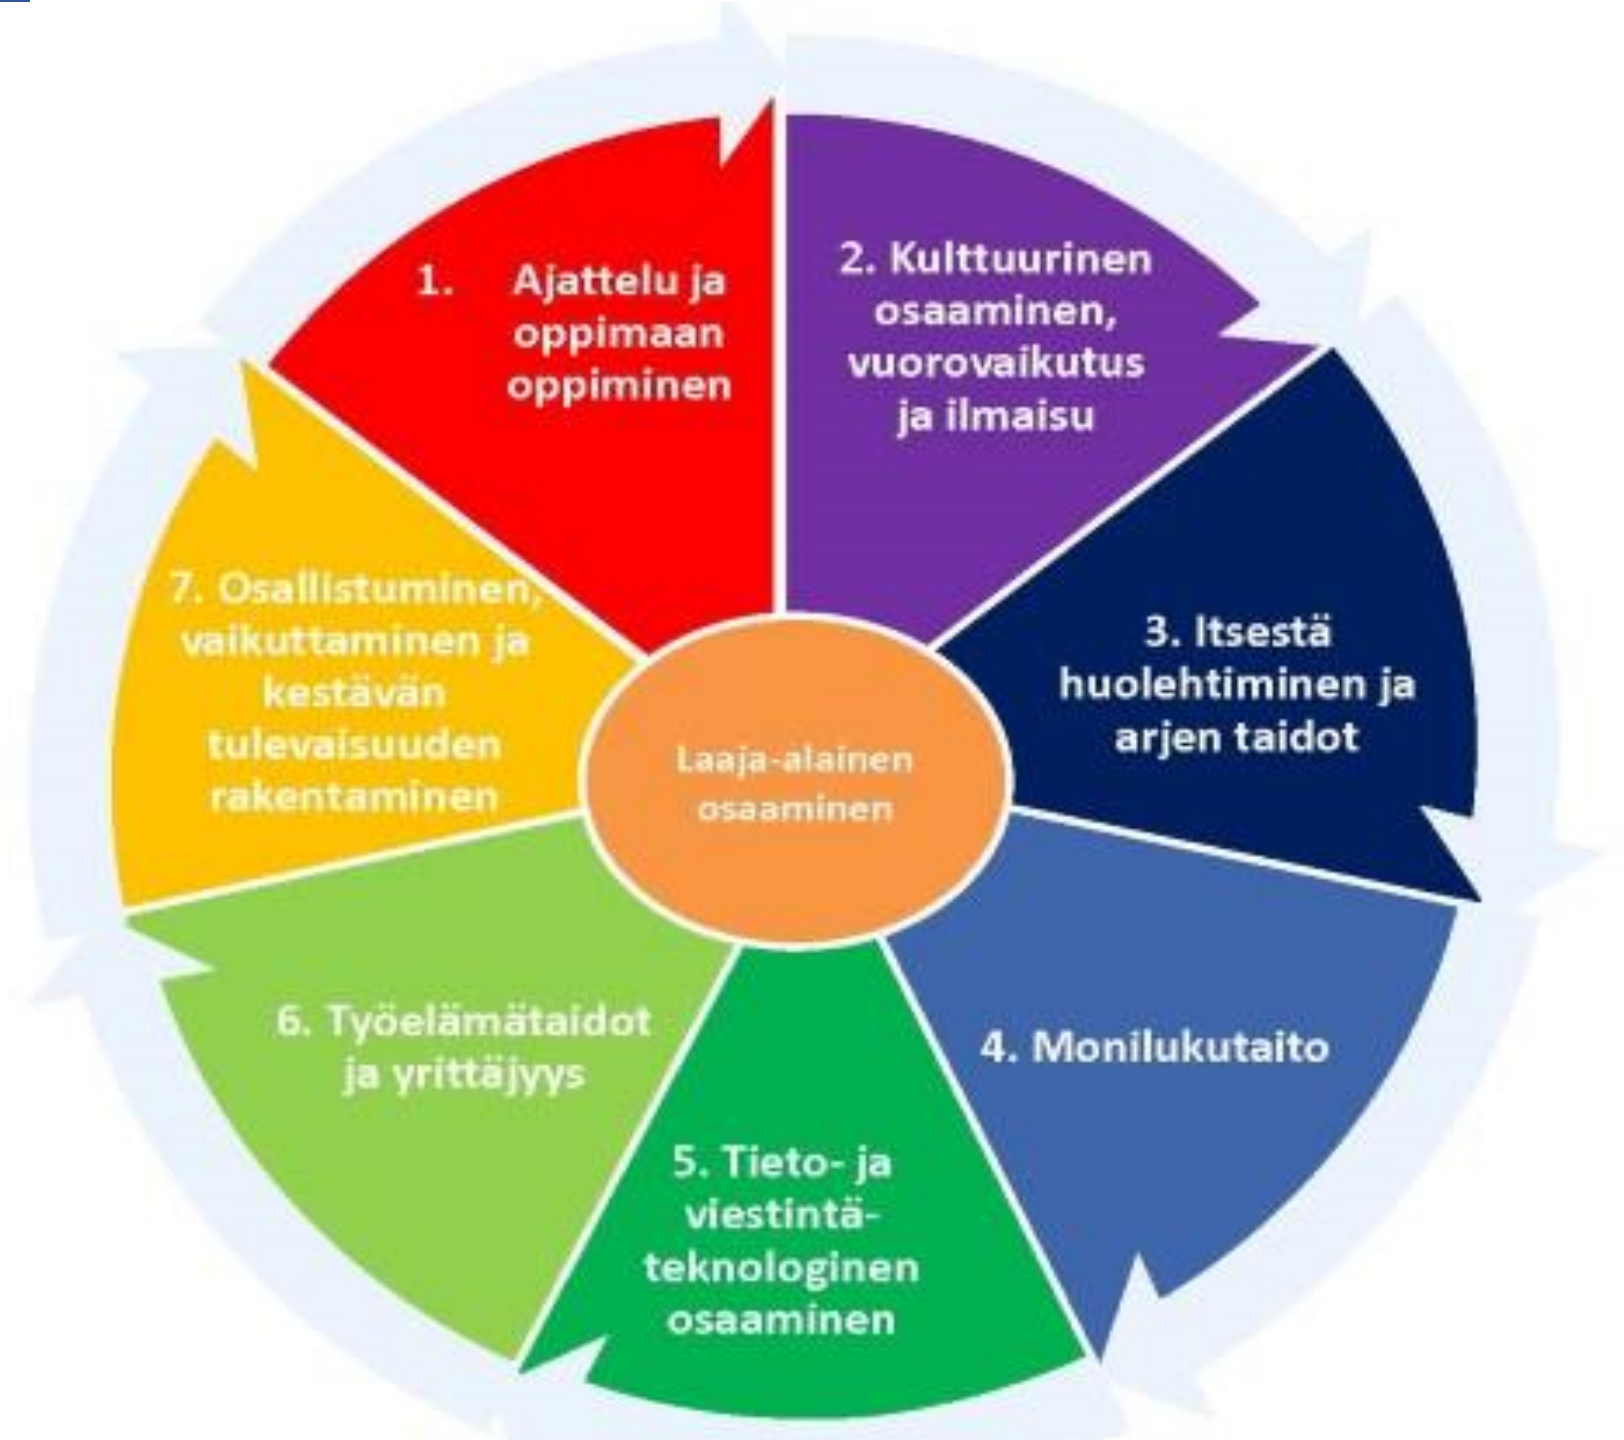 1. Ajattelu ja
oppimaan
oppiminen
2. Kulttuurinen
osaaminen,
vuorovaikutus
ja ilmaisu
3. Itsestä
huolehtiminen ja
arjen taidot
4. Monilukutaito
5. Tieto- ja
viestintä-
teknologinen
osaaminen
6. Työelämätaidot
ja yrittäjyys
7. Osallistuminen,
vaikuttaminen ja
kestävän
tulevaisuuden
rakentaminen
Laaja-alainen
osaaminen